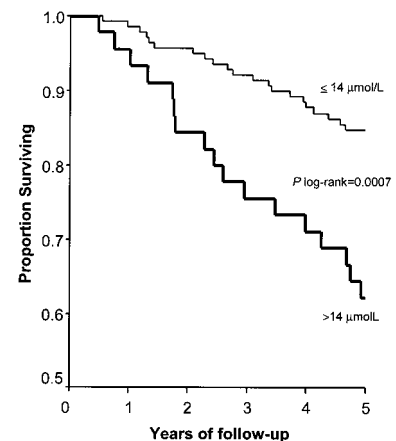 1.0
0.9
0.8
0.7
0.6
0.5
Proportion Surviving
≤ 14 μmol/L
P log-rank=0.0007
>14 μmolL
0 1 2 3 4 5
Years of follow-up